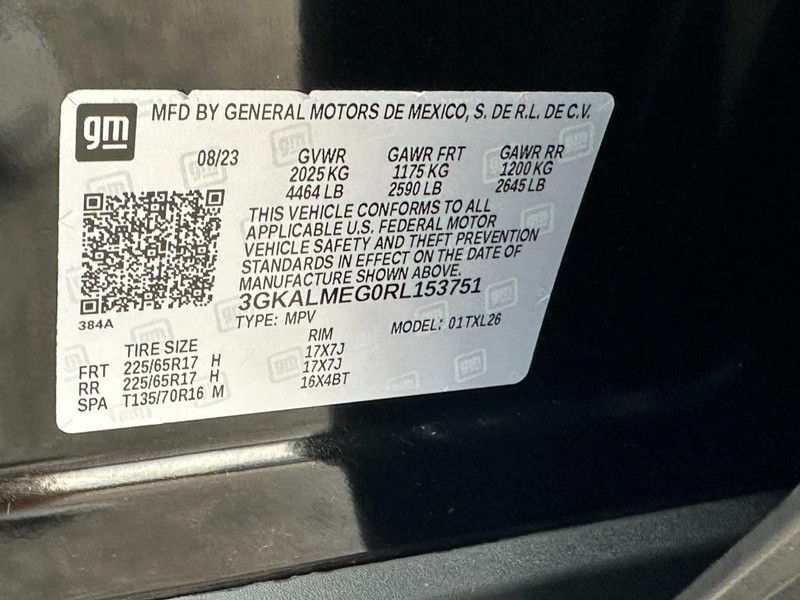 gm MFD BY GENERAL MOTORS DE MEXICO, S. DE R.L. DE C.V.
08/23 GVWR GAWR FRT GAWR RR
2025 KG 1175 KG 1200 KG
4464 LB 2590 LB 2645 LB
THIS VEHICLE CONFORMS TO ALL
APPLICABLE U.S. FEDERAL MOTOR
VEHICLE SAFETY AND THEFT PREVENTION
STANDARDS IN EFFECT ON THE DATE OF
MANUFACTURE SHOWN ABOVE.
3GKALMEG0RL153751
384A TYPE: MPV MODEL: 01TXL26
TIRE SIZE RIM
FRT 225/65R17 H 17X7J
RR 225/65R17 H 17X7J
SPA T135/70R16 M 16X4BT